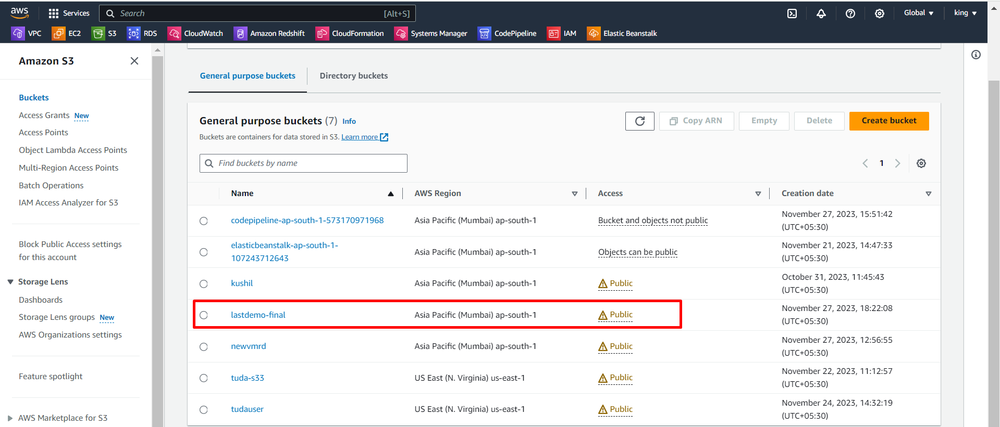 aws Services Search [Alt+S] Global king
VPC EC2 S3 RDS CloudWatch Amazon Redshift CloudFormation Systems Manager CodePipeline IAM Elastic Beanstalk
Amazon S3
Buckets
Access Grants New
Access Points
Object Lambda Access Points
Multi-Region Access Points
Batch Operations
IAM Access Analyzer for S3
Block Public Access settings
for this account
Storage Lens
Dashboards
Storage Lens groups New
AWS Organizations settings
Feature spotlight
AWS Marketplace for S3
General purpose buckets Directory buckets
General purpose buckets (7) Info
Copy ARN Empty Delete Create bucket
Buckets are containers for data stored in S3. Learn more
Find buckets by name
1
Name AWS Region Access Creation date
codepipeline-ap-south-1-573170971968 Asia Pacific (Mumbai) ap-south-1 Bucket and objects not public November 27, 2023, 15:51:42
(UTC+05:30)
elasticbeanstalk-ap-south-1-
107243712643 Asia Pacific (Mumbai) ap-south-1 Objects can be public November 21, 2023, 14:47:33
(UTC+05:30)
kushil Asia Pacific (Mumbai) ap-south-1 Public October 31, 2023, 11:45:43
(UTC+05:30)
lastdemo-final Asia Pacific (Mumbai) ap-south-1 Public November 27, 2023, 18:22:08
(UTC+05:30)
newvmrd Asia Pacific (Mumbai) ap-south-1 Public November 27, 2023, 12:56:55
(UTC+05:30)
tuda-s33 US East (N. Virginia) us-east-1 Public November 22, 2023, 11:12:57
(UTC+05:30)
tudauser US East (N. Virginia) us-east-1 Public November 24, 2023, 14:32:19
(UTC+05:30)